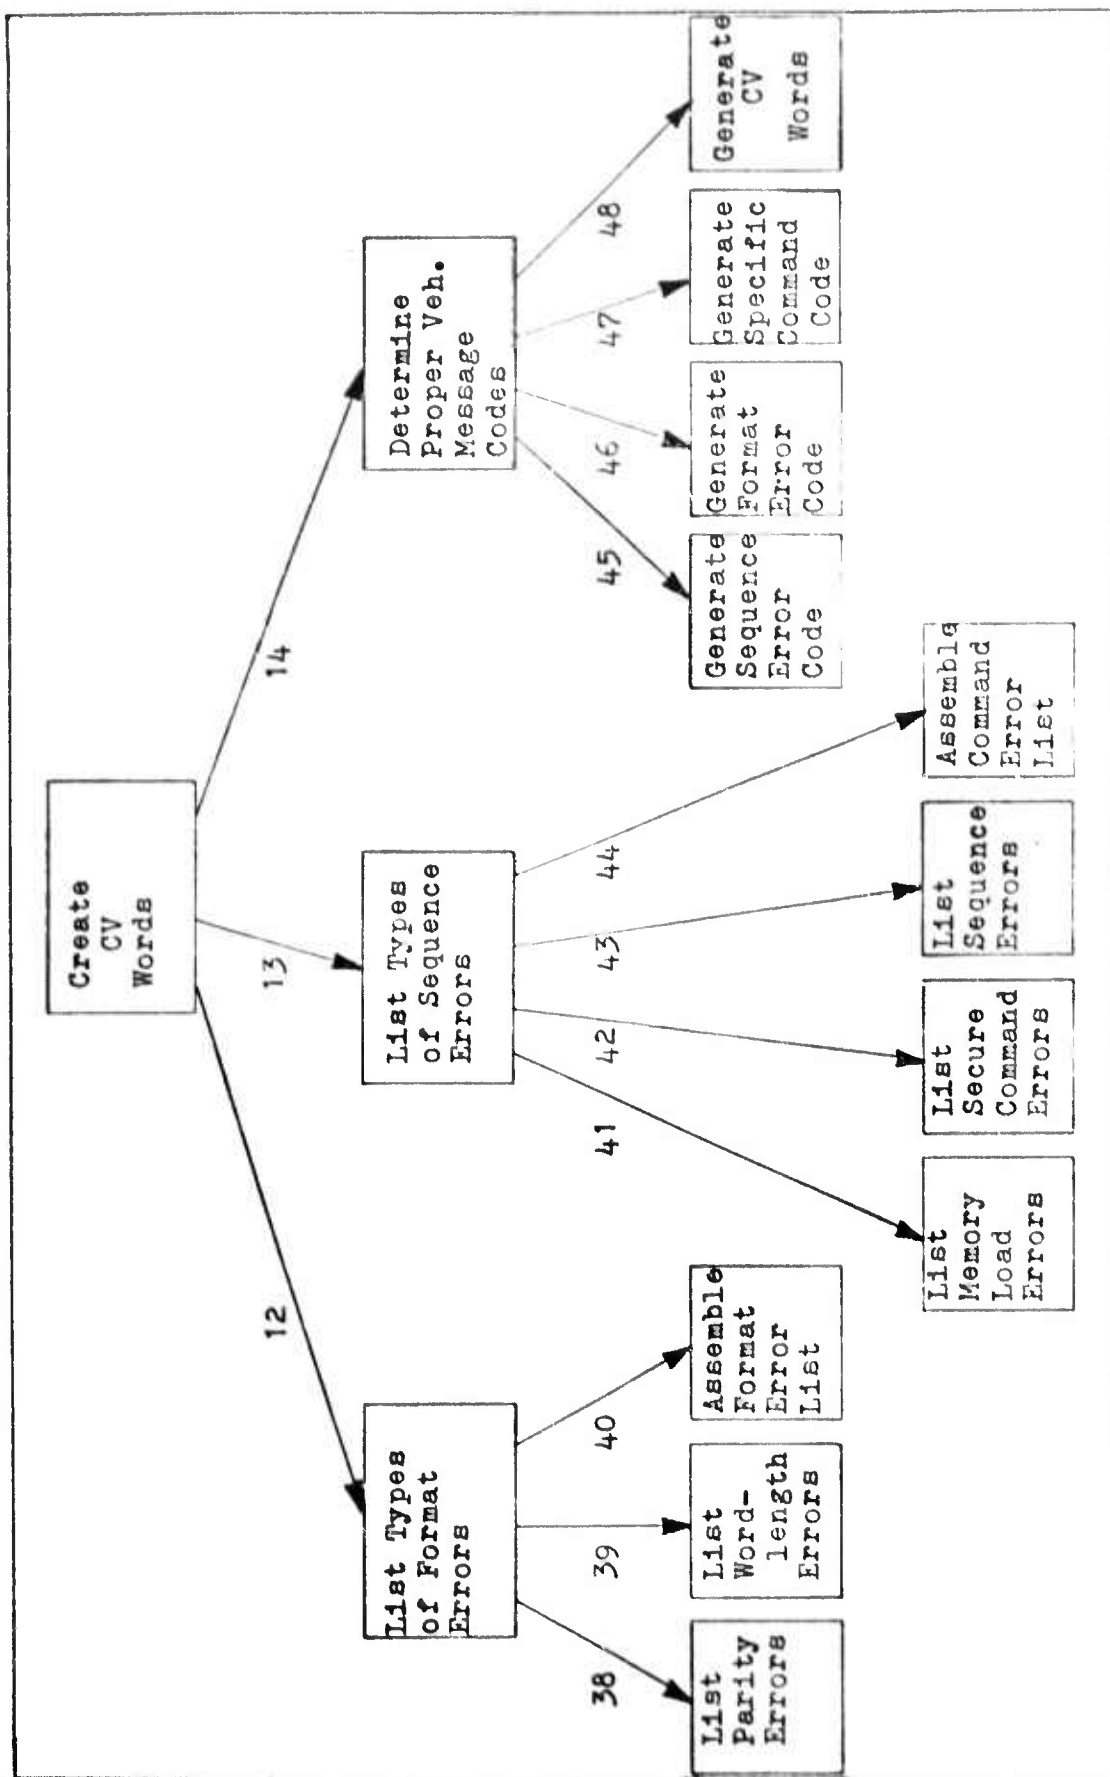 Create
CV
Words
12
13
14
List Types
of Format
Errors
List Types
of Sequence
Errors
Determine
Proper Veh.
Message
Codes
38
39
40
41
42
43
44
45
46
47
48
List
Parity
Errors
List
Word-
length
Errors
Assemble
Format
Error
List
Generate
Sequence
Error
Code
Generate
Format
Error
Code
Generate
Specific
Command
Code
Generate
CV
Words
List
Memory
Load
Errors
List
Secure
Command
Errors
List
Sequence
Errors
Assemble
Command
Error
List